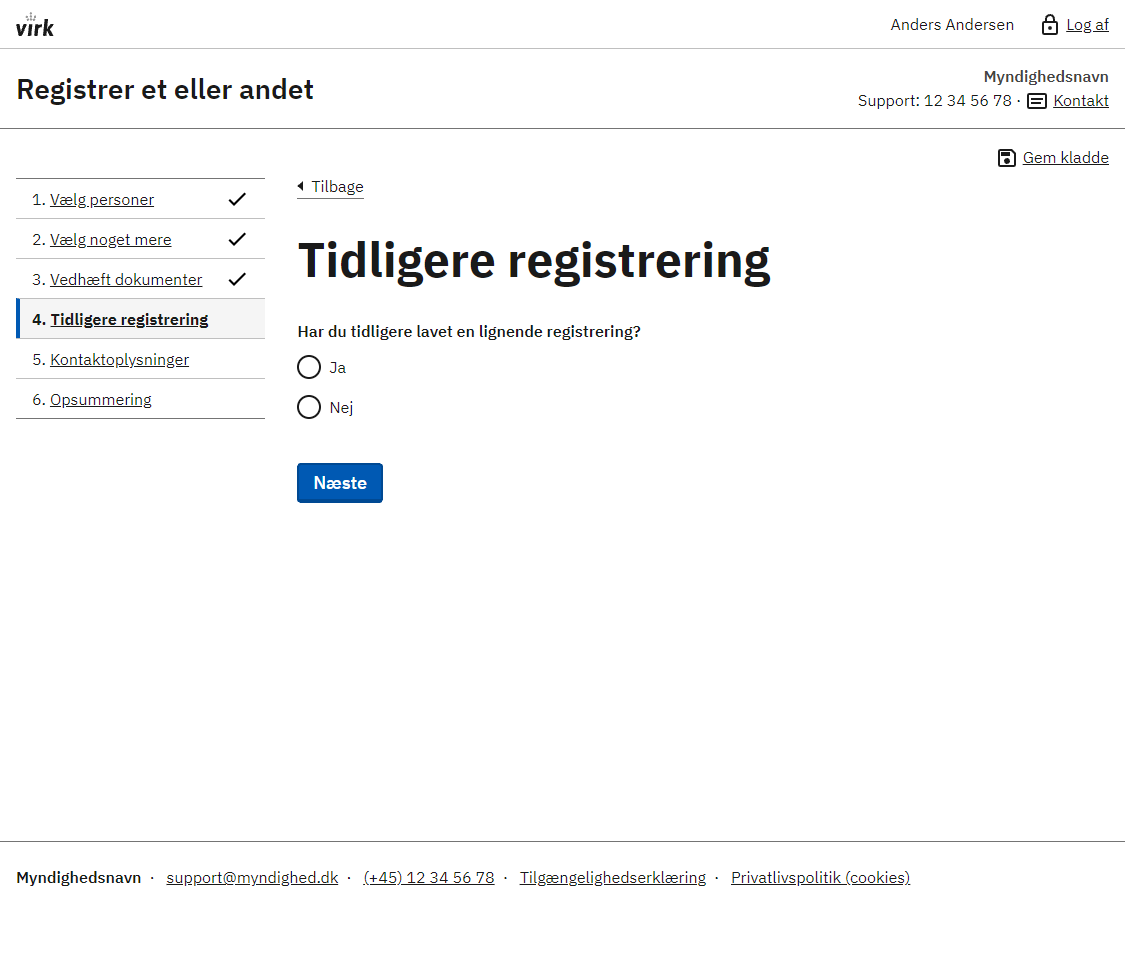 virk
Anders Andersen
Log af
Registrer et eller andet
Myndighedsnavn
Support: 12 34 56 78 · Kontakt
Gem kladde
1. Vælg personer
2. Vælg noget mere
3. Vedhæft dokumenter
4. Tidligere registrering
5. Kontaktoplysninger
6. Opsummering
Tilbage
Tidligere registrering
Har du tidligere lavet en lignende registrering?
Ja
Nej
Næste
Myndighedsnavn · support@myndighed.dk · (+45) 12 34 56 78 · Tilgængelighedserklæring · Privatlivspolitik (cookies)